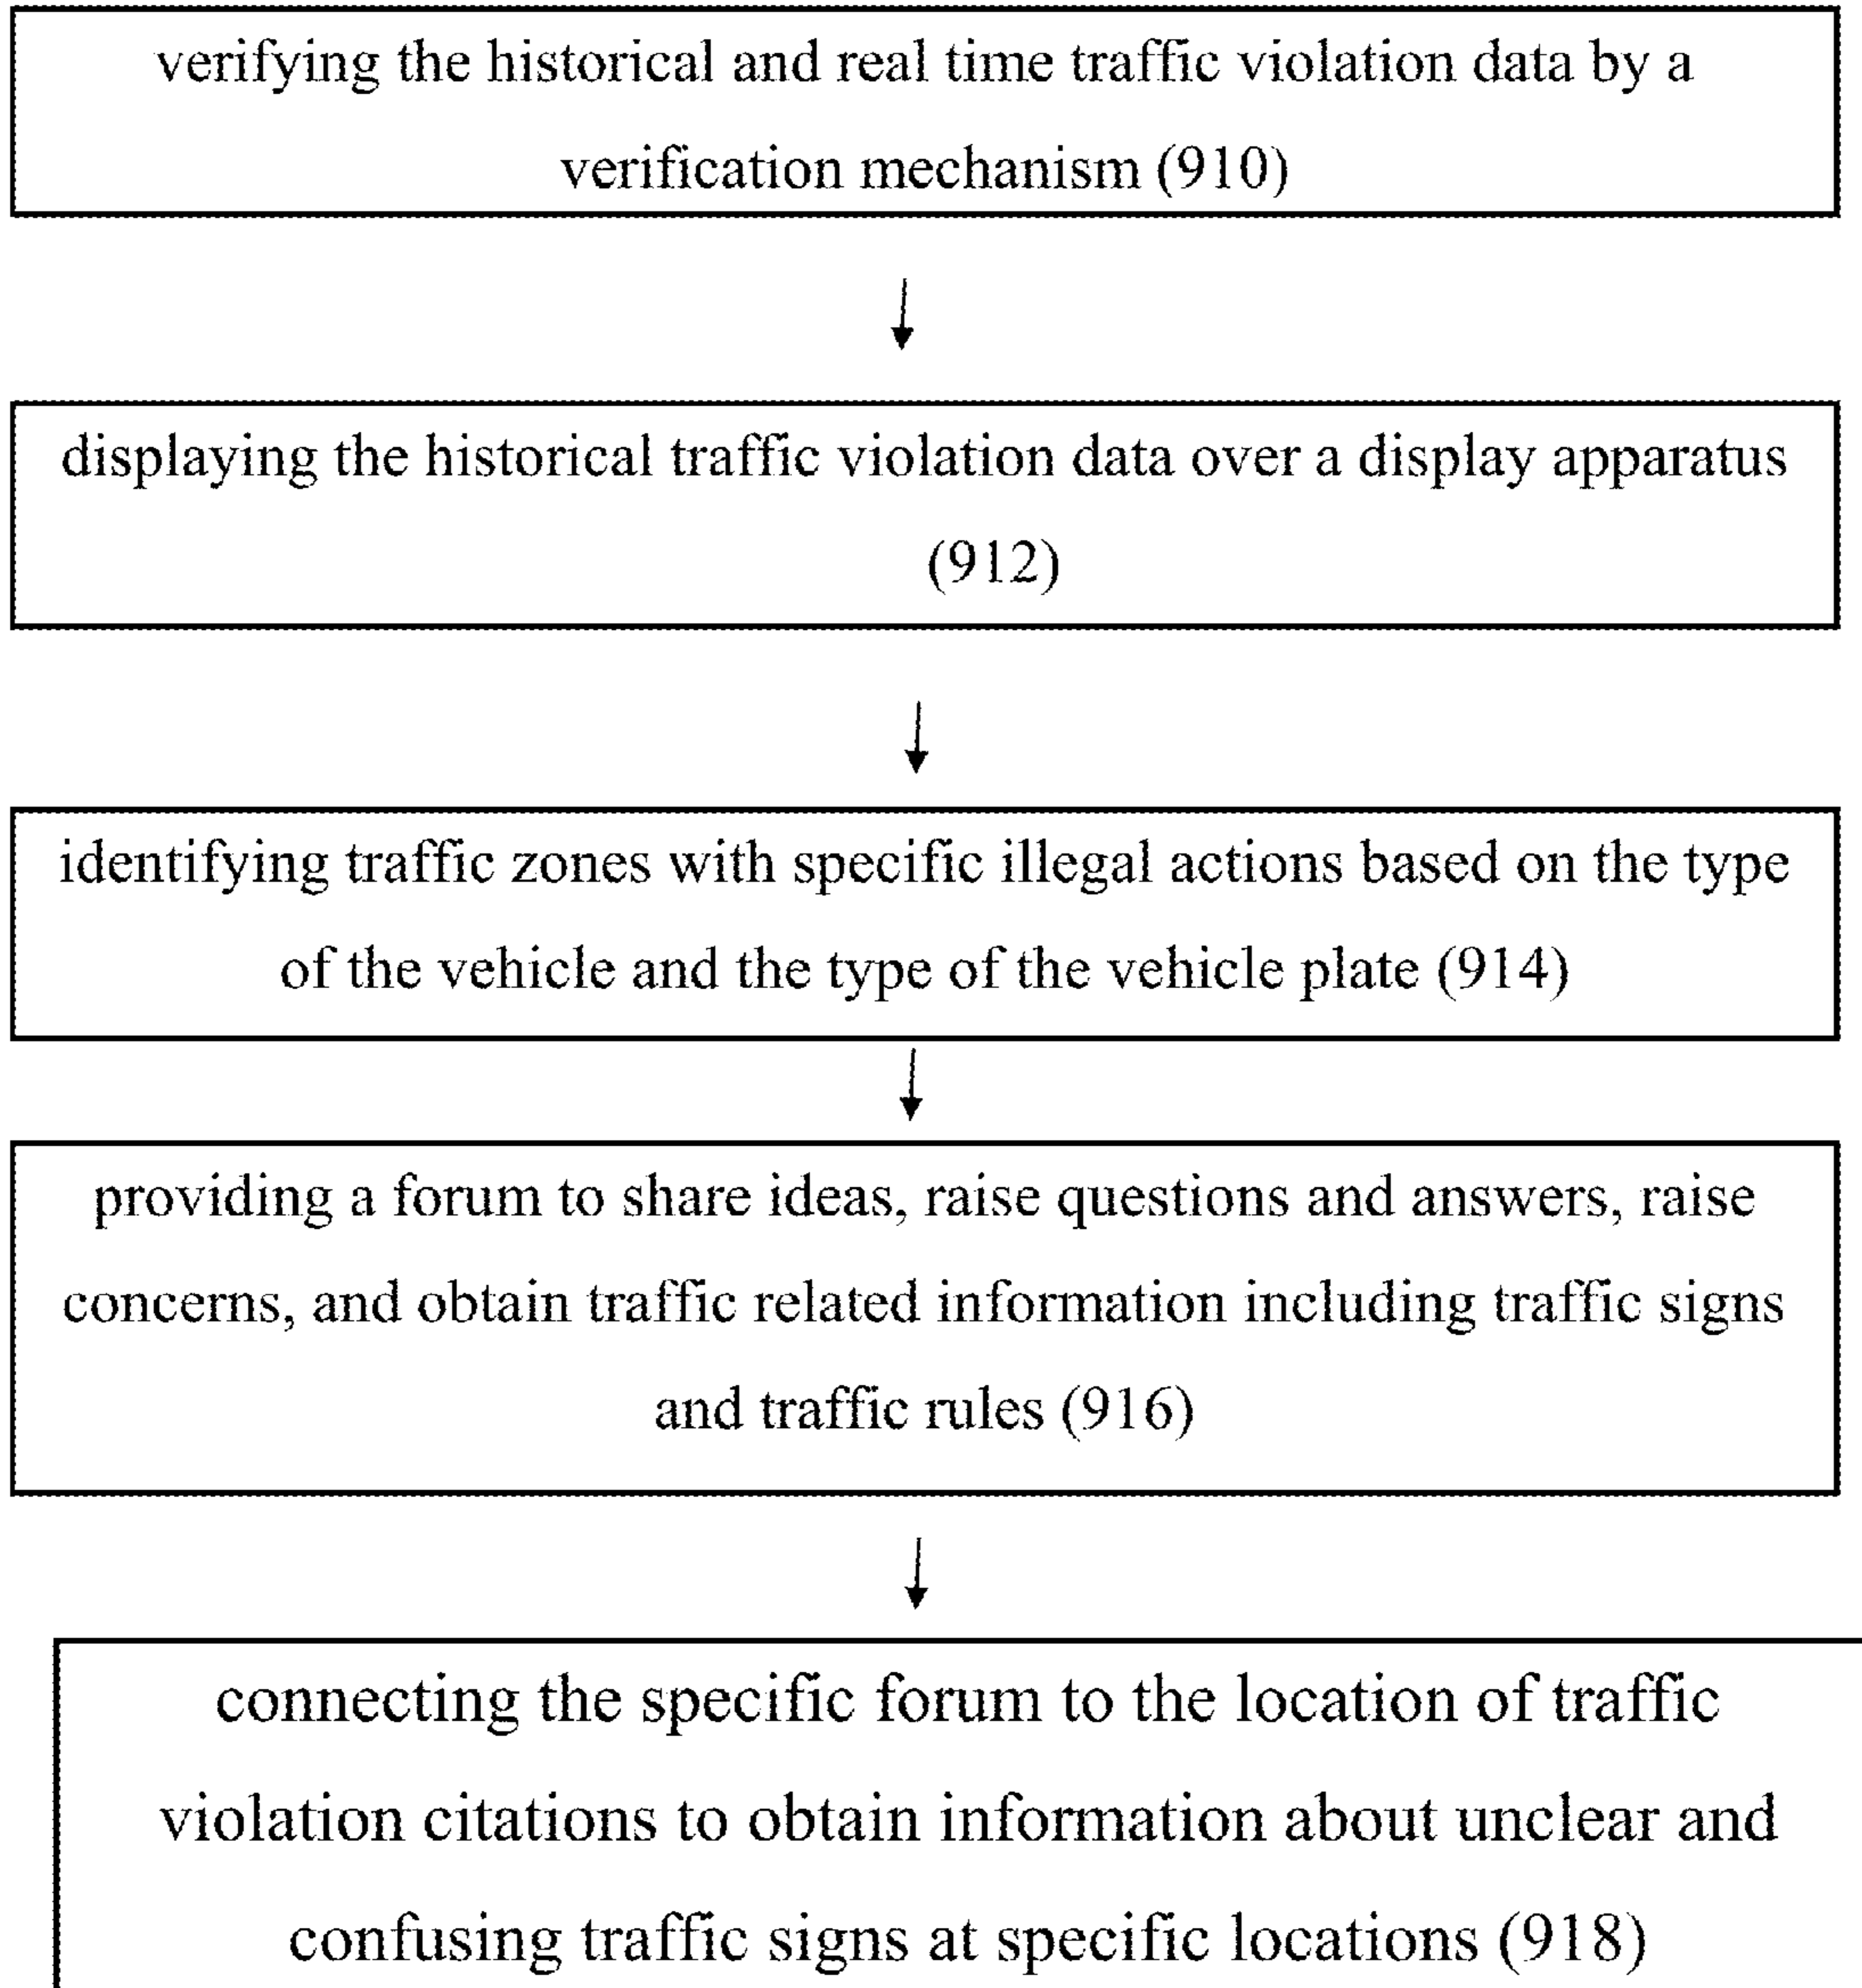 verifying the historical and real time traffic violation data by a
verification mechanism (910)
displaying the historical traffic violation data over a display apparatus
(912)
identifying traffic zones with specific illegal actions based on the type
of the vehicle and the type of the vehicle plate (914)
providing a forum to share ideas, raise questions and answers, raise
concerns, and obtain traffic related information including traffic signs
and traffic rules (916)
connecting the specific forum to the location of traffic
violation citations to obtain information about unclear and
confusing traffic signs at specific locations (918)